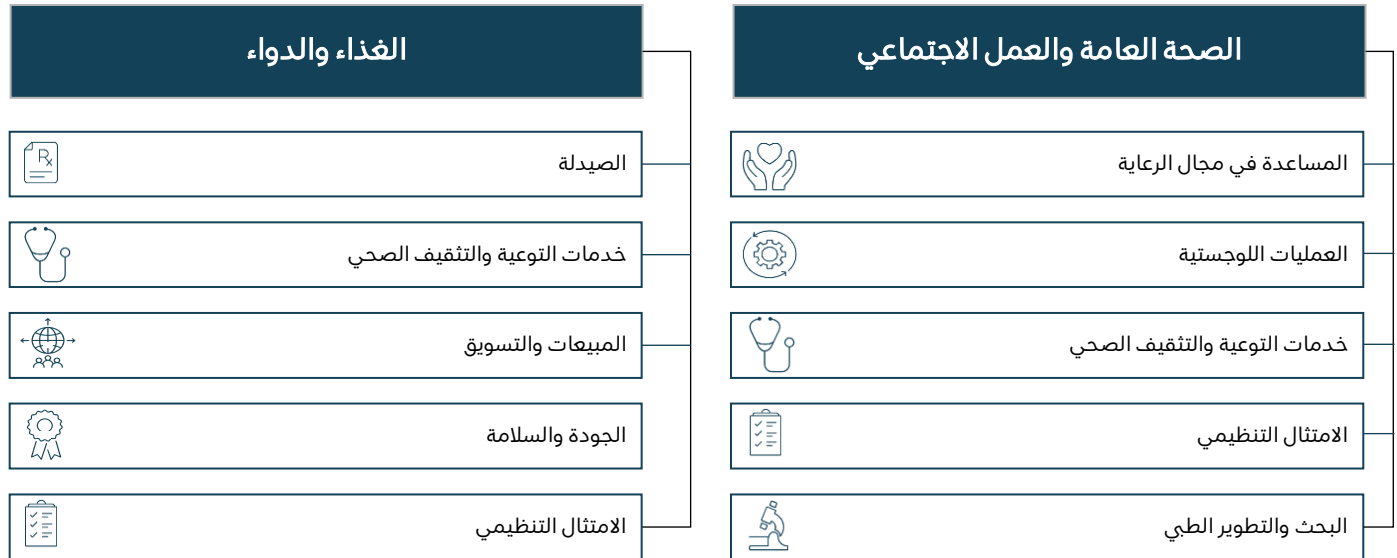 الصحة العامة والعمل الاجتماعي
المساعدة في مجال الرعاية
العمليات اللوجستية
خدمات التوعية والتثقيف الصحي
الامتثال التنظيمي
البحث والتطوير الطبي
الغذاء والدواء
الصيدلة
خدمات التوعية والتثقيف الصحي
المبيعات والتسويق
الجودة والسلامة
الامتثال التنظيمي